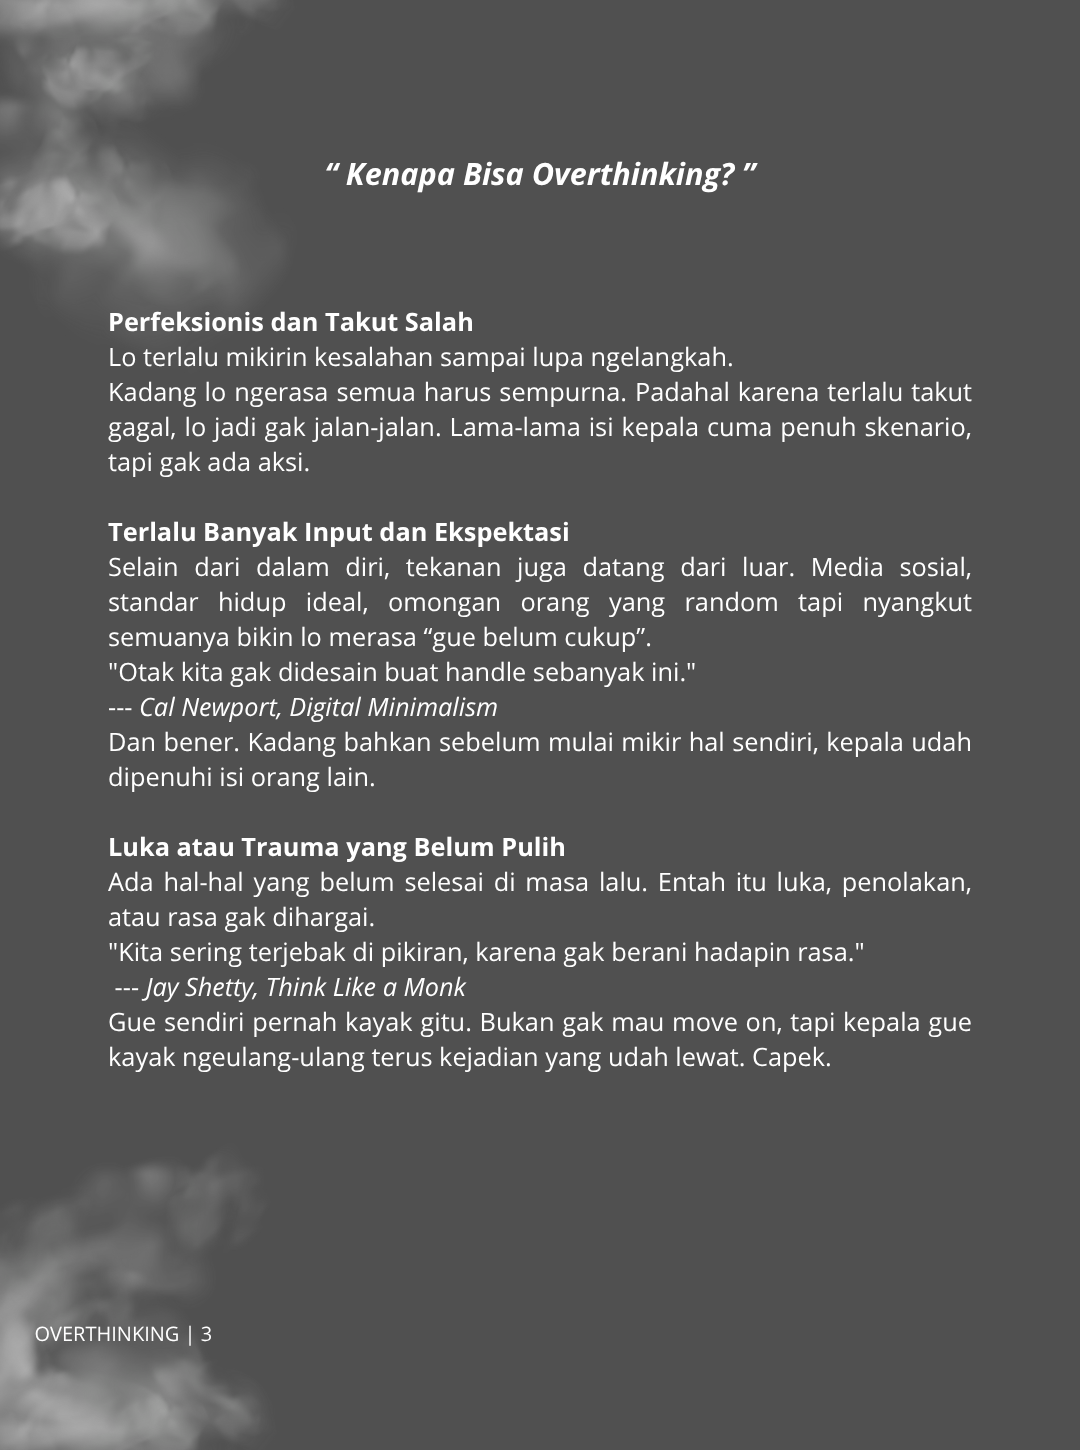 “ Kenapa Bisa Overthinking? ”
Perfeksionis dan Takut Salah
Lo terlalu mikirin kesalahan sampai lupa ngelangkah.
Kadang lo ngerasa semua harus sempurna. Padahal karena terlalu takut
gagal, lo jadi gak jalan-jalan. Lama-lama isi kepala cuma penuh skenario,
tapi gak ada aksi.
Terlalu Banyak Input dan Ekspektasi
Selain dari dalam diri, tekanan juga datang dari luar. Media sosial,
standar hidup ideal, omongan orang yang random tapi nyangkut
semuanya bikin lo merasa “gue belum cukup”.
"Otak kita gak didesain buat handle sebanyak ini."
--- Cal Newport, Digital Minimalism
Dan bener. Kadang bahkan sebelum mulai mikir hal sendiri, kepala udah
dipenuhi isi orang lain.
Luka atau Trauma yang Belum Pulih
Ada hal-hal yang belum selesai di masa lalu. Entah itu luka, penolakan,
atau rasa gak dihargai.
"Kita sering terjebak di pikiran, karena gak berani hadapin rasa."
--- Jay Shetty, Think Like a Monk
Gue sendiri pernah kayak gitu. Bukan gak mau move on, tapi kepala gue
kayak ngeulang-ulang terus kejadian yang udah lewat. Capek.
OVERTHINKING | 3